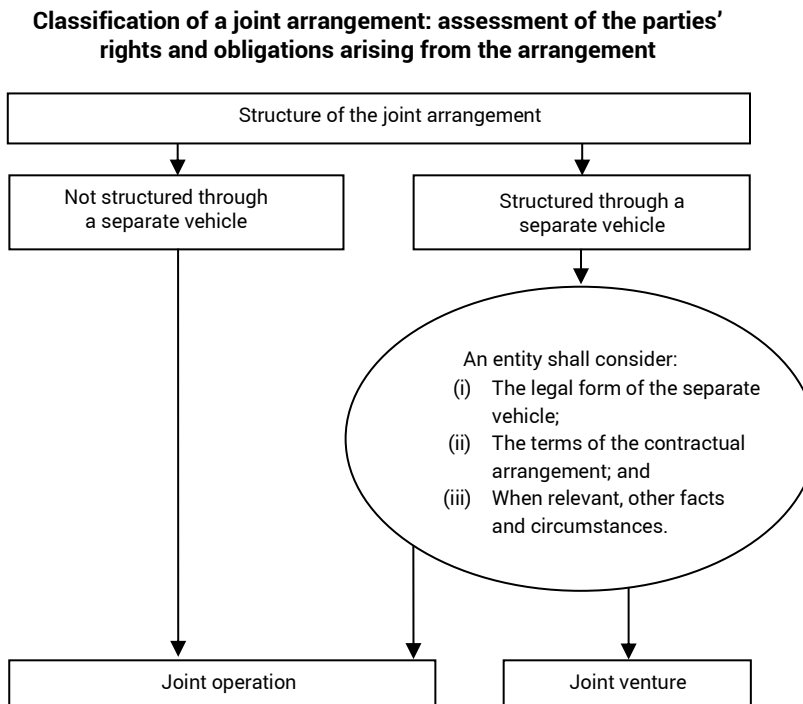 Classification of a joint arrangement: assessment of the parties’
rights and obligations arising from the arrangement
Structure of the joint arrangement
Not structured through
a separate vehicle
Structured through a
separate vehicle
An entity shall consider:
(i) The legal form of the separate
vehicle;
(ii) The terms of the contractual
arrangement; and
(iii) When relevant, other facts
and circumstances.
Joint operation
Joint venture